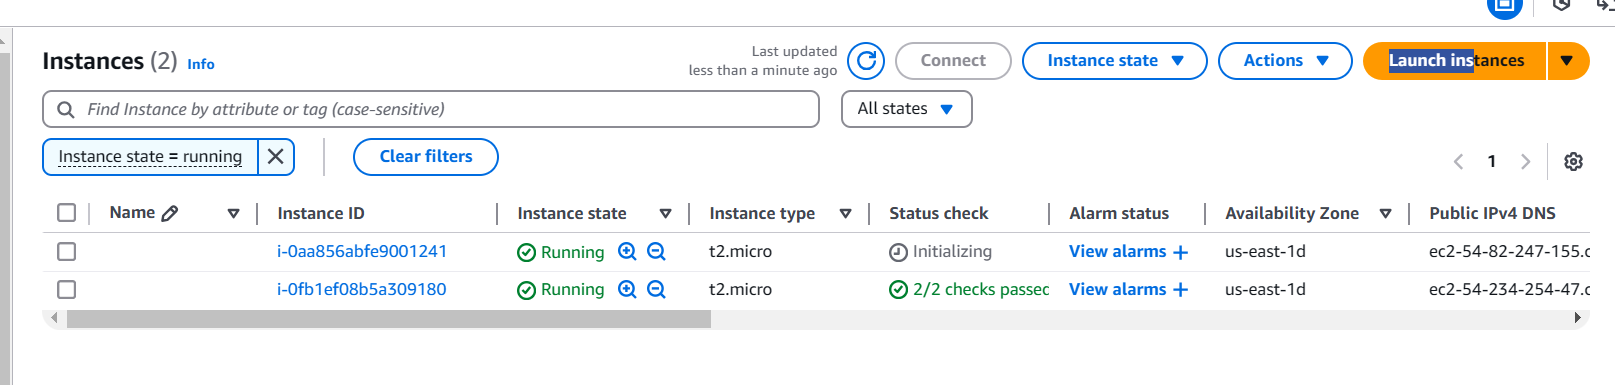 Instances (2) Info
Last updated
less than a minute ago
Connect
Instance state
Actions
Launch instances
Find Instance by attribute or tag (case-sensitive)
All states
Instance state = running
Clear filters
1
Name Instance ID Instance state Instance type Status check Alarm status Availability Zone Public IPv4 DNS
i-0aa856abfe9001241 Running t2.micro Initializing View alarms + us-east-1d ec2-54-82-247-155.c
i-0fb1ef08b5a309180 Running t2.micro 2/2 checks passed View alarms + us-east-1d ec2-54-234-254-47.c